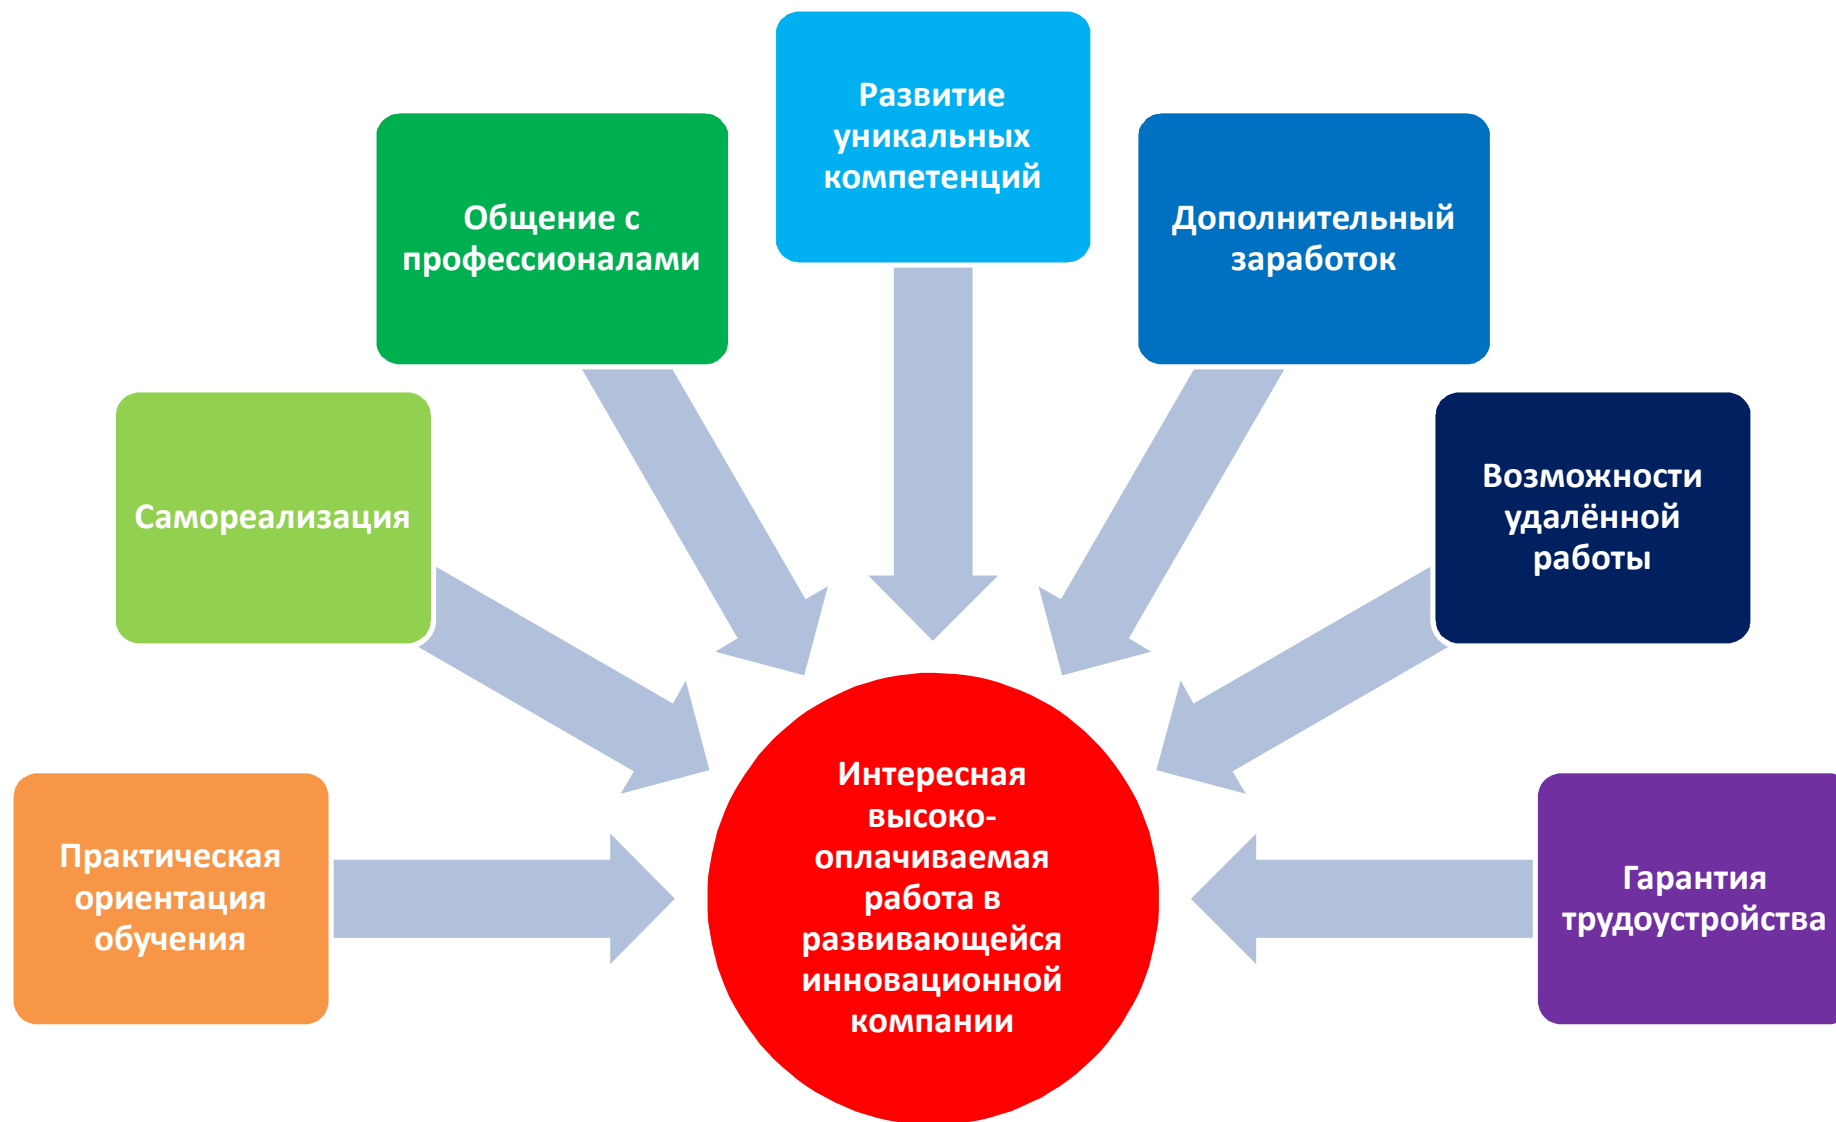 Развитие
уникальных
компетенций
Общение с
профессионалами
Дополнительный
заработок
Самореализация
Возможности
удалённой
работы
Практическая
ориентация
обучения
Интересная
высоко-
оплачиваемая
работа в
развивающейся
инновационной
компании
Гарантия
трудоустройства